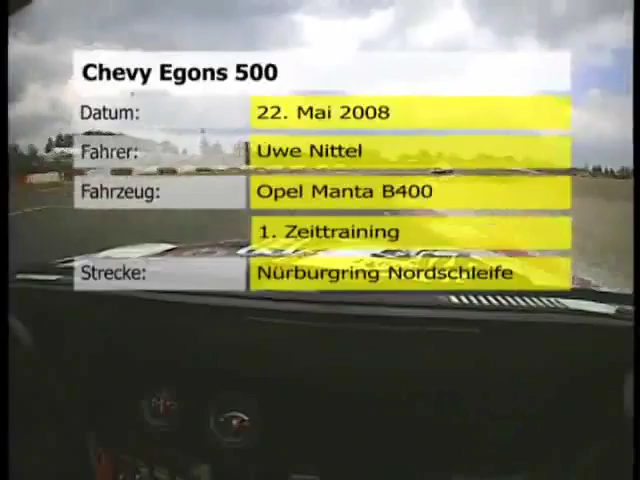 Chevy Egons 500
Datum: 22. Mai 2008
Fahrer: Uwe Nittel
Fahrzeug: Opel Manta B400
1. Zeittraining
Strecke: Nürburgring Nordschleife